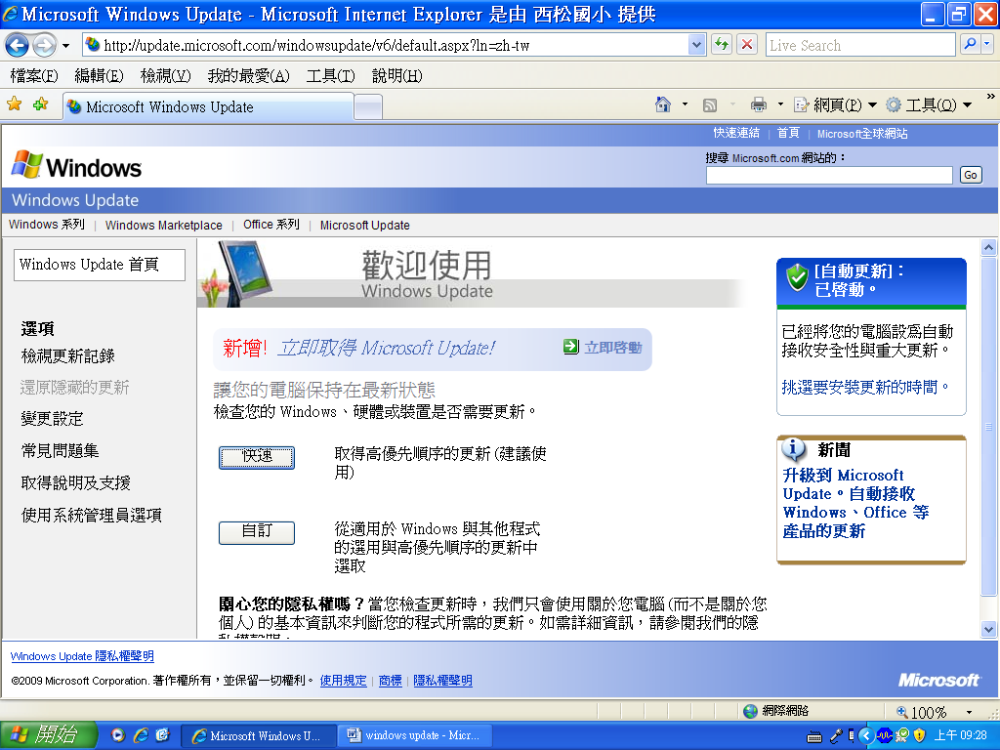 Microsoft Windows Update - Microsoft Internet Explorer 是由 西松國小 提供
http://update.microsoft.com/windowsupdate/v6/default.aspx?ln=zh-tw
Live Search
檔案(F) 編輯(E) 檢視(V) 我的最愛(A) 工具(T) 說明(H)
Microsoft Windows Update
網頁(P) 工具(O) »
快速連結 | 首頁 | Microsoft全球網站
Windows
搜尋 Microsoft.com 網站的：
Go
Windows Update
Windows 系列 | Windows Marketplace | Office 系列 | Microsoft Update
Windows Update 首頁
選項
檢視更新記錄
還原隱藏的更新
變更設定
常見問題集
取得說明及支援
使用系統管理員選項
歡迎使用
Windows Update
新增! 立即取得 Microsoft Update! 立即啓動
讓您的電腦保持在最新狀態
檢查您的 Windows、硬體或裝置是否需要更新。
快速
取得高優先順序的更新 (建議使
用)
自訂
從適用於 Windows 與其他程式
的選用與高優先順序的更新中
選取
關心您的隱私權嗎？當您檢查更新時，我們只會使用關於您電腦 (而不是關於您
個人) 的基本資訊來判斷您的程式所需的更新。如需詳細資訊，請參閱我們的隱
私權聲明。
[自動更新]：
已啓動。
已經將您的電腦設爲自動
接收安全性與重大更新。
挑選要安裝更新的時間。
新聞
升級到 Microsoft
Update。自動接收
Windows、Office 等
產品的更新
Windows Update 隱私權聲明
©2009 Microsoft Corporation. 著作權所有，並保留一切權利。 使用規定 | 商標 | 隱私權聲明
Microsoft
網際網路
100%
開始
Microsoft Windows U...
windows update - Micr...
上午 09:28